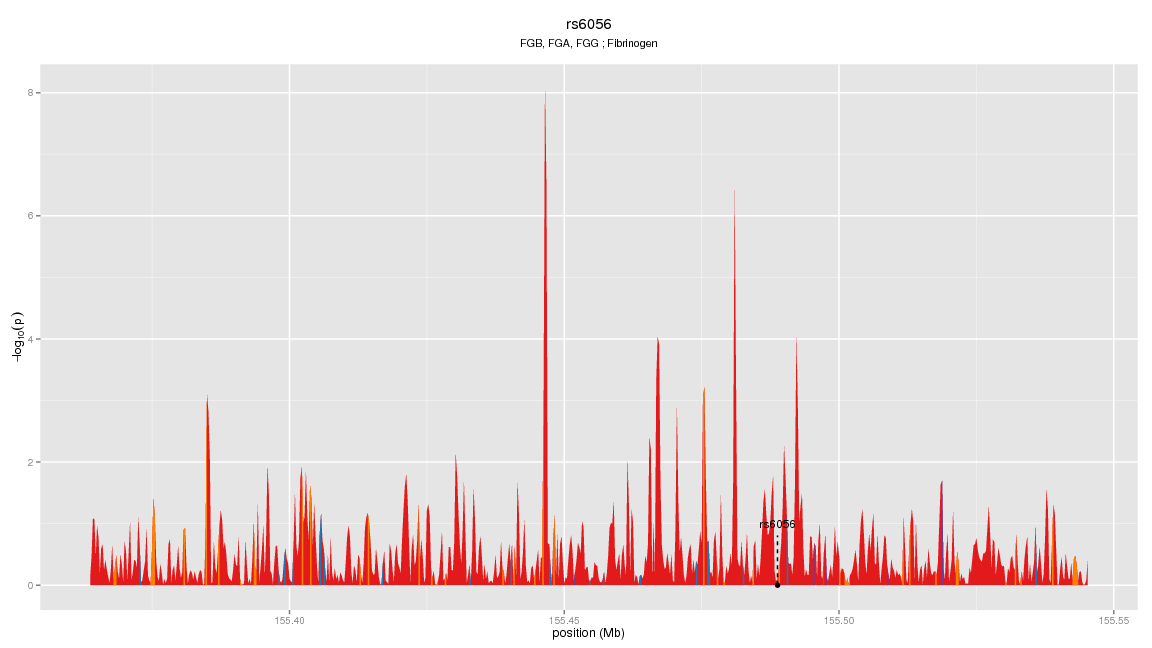 rs6056
FGB, FGA, FGG ; Fibrinogen
−log10(p)
8
6
4
2
0
rs6056
155.40
155.45
155.50
155.55
position (Mb)